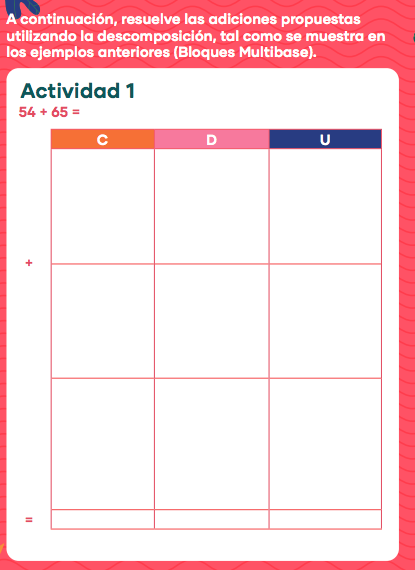 A continuación, resuelve las adiciones propuestas
utilizando la descomposición, tal como se muestra en
los ejemplos anteriores (Bloques Multibase).
Actividad 1
54 + 65 =
C D U
+
=